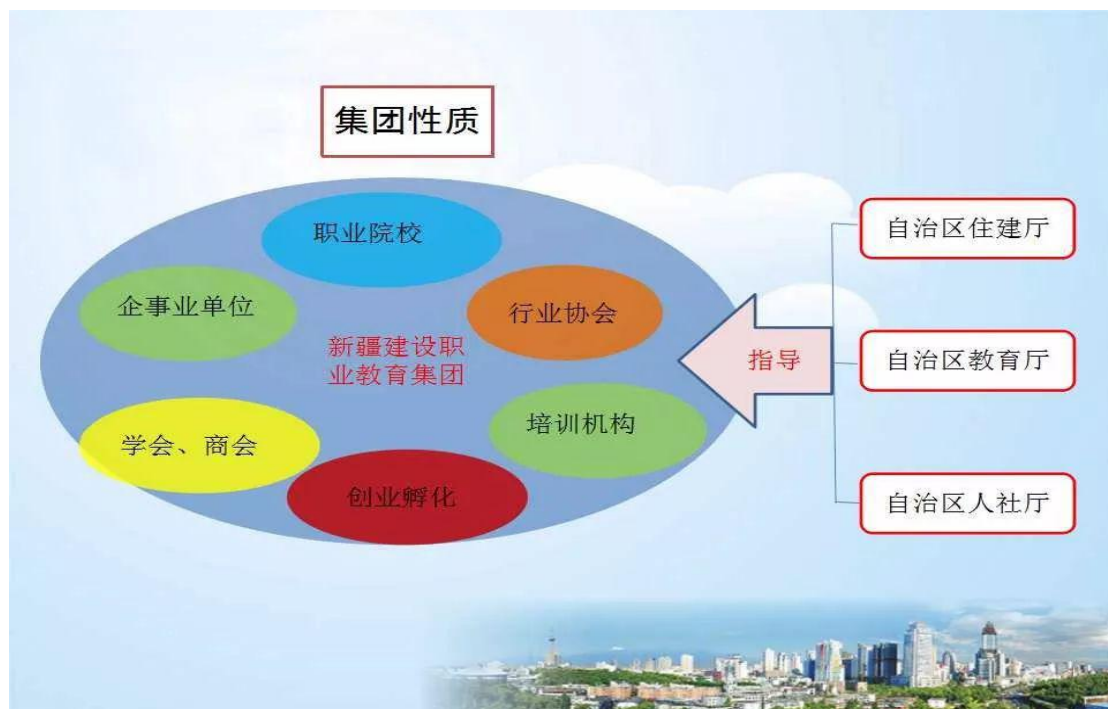 集团性质
职业院校
企事业单位
行业协会
新疆建设职
业教育集团
学会、商会
培训机构
创业孵化
指导
自治区住建厅
自治区教育厅
自治区人社厅